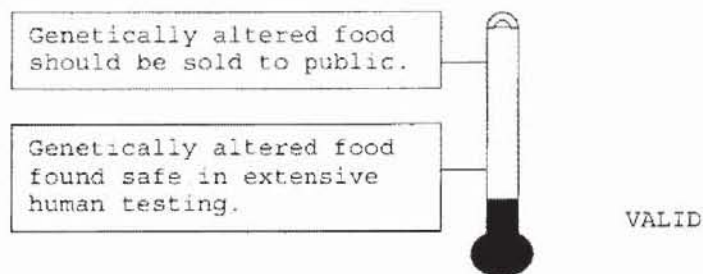 Genetically altered food
should be sold to public.
Genetically altered food
found safe in extensive
human testing.
VALID